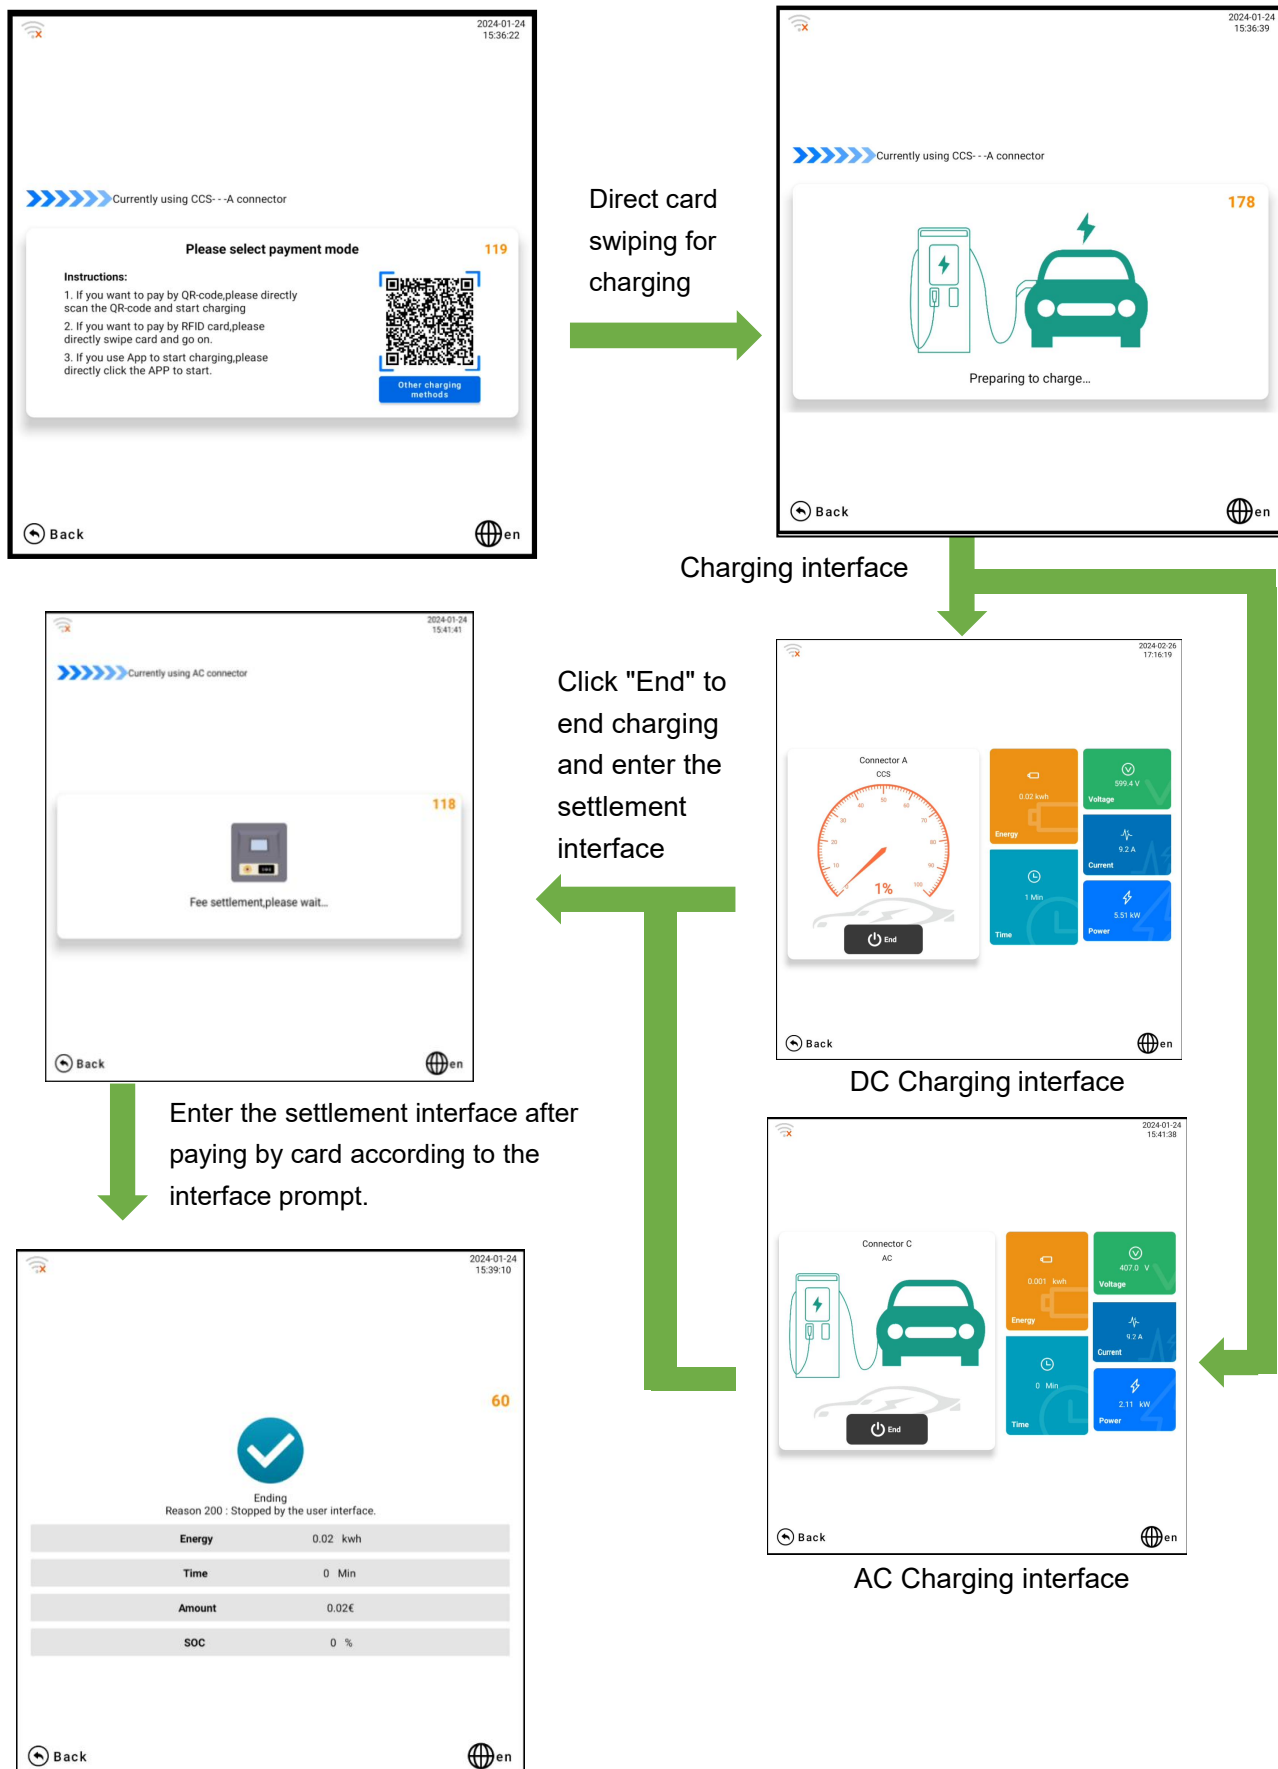 2024-01-24
15:36:22
Currently using CCS- - -A connector
Please select payment mode
119
Instructions:
1. If you want to pay by QR-code,please directly
scan the QR-code and start charging
2. If you want to pay by RFID card,please
directly swipe card and go on.
3. If you use App to start charging,please
directly click the APP to start.
Other charging
methods
Back
en
Direct card
swiping for
charging
2024-01-24
15:36:39
Currently using CCS- - -A connector
178
Preparing to charge...
Back
en
Charging interface
2024-02-26
17:16:19
Connector A
CCS
0
10
20
30
40
50
60
70
80
90
100
1%
End
0.02 kwh
Energy
1 Min
Time
599.4 V
Voltage
9.2 A
Current
5.51 kW
Power
Back
en
DC Charging interface
2024-01-24
15:41:38
Connector C
AC
End
0.001 kwh
Energy
0 Min
Time
407.0 V
Voltage
9.2 A
Current
2.11 kW
Power
Back
en
AC Charging interface
Click "End" to
end charging
and enter the
settlement
interface
2024-01-24
15:41:41
Currently using AC connector
118
Fee settlement,please wait...
Back
en
Enter the settlement interface after
paying by card according to the
interface prompt.
2024-01-24
15:39:10
60
Ending
Reason 200 : Stopped by the user interface.
Energy 0.02 kwh
Time 0 Min
Amount 0.02€
SOC 0 %
Back
en